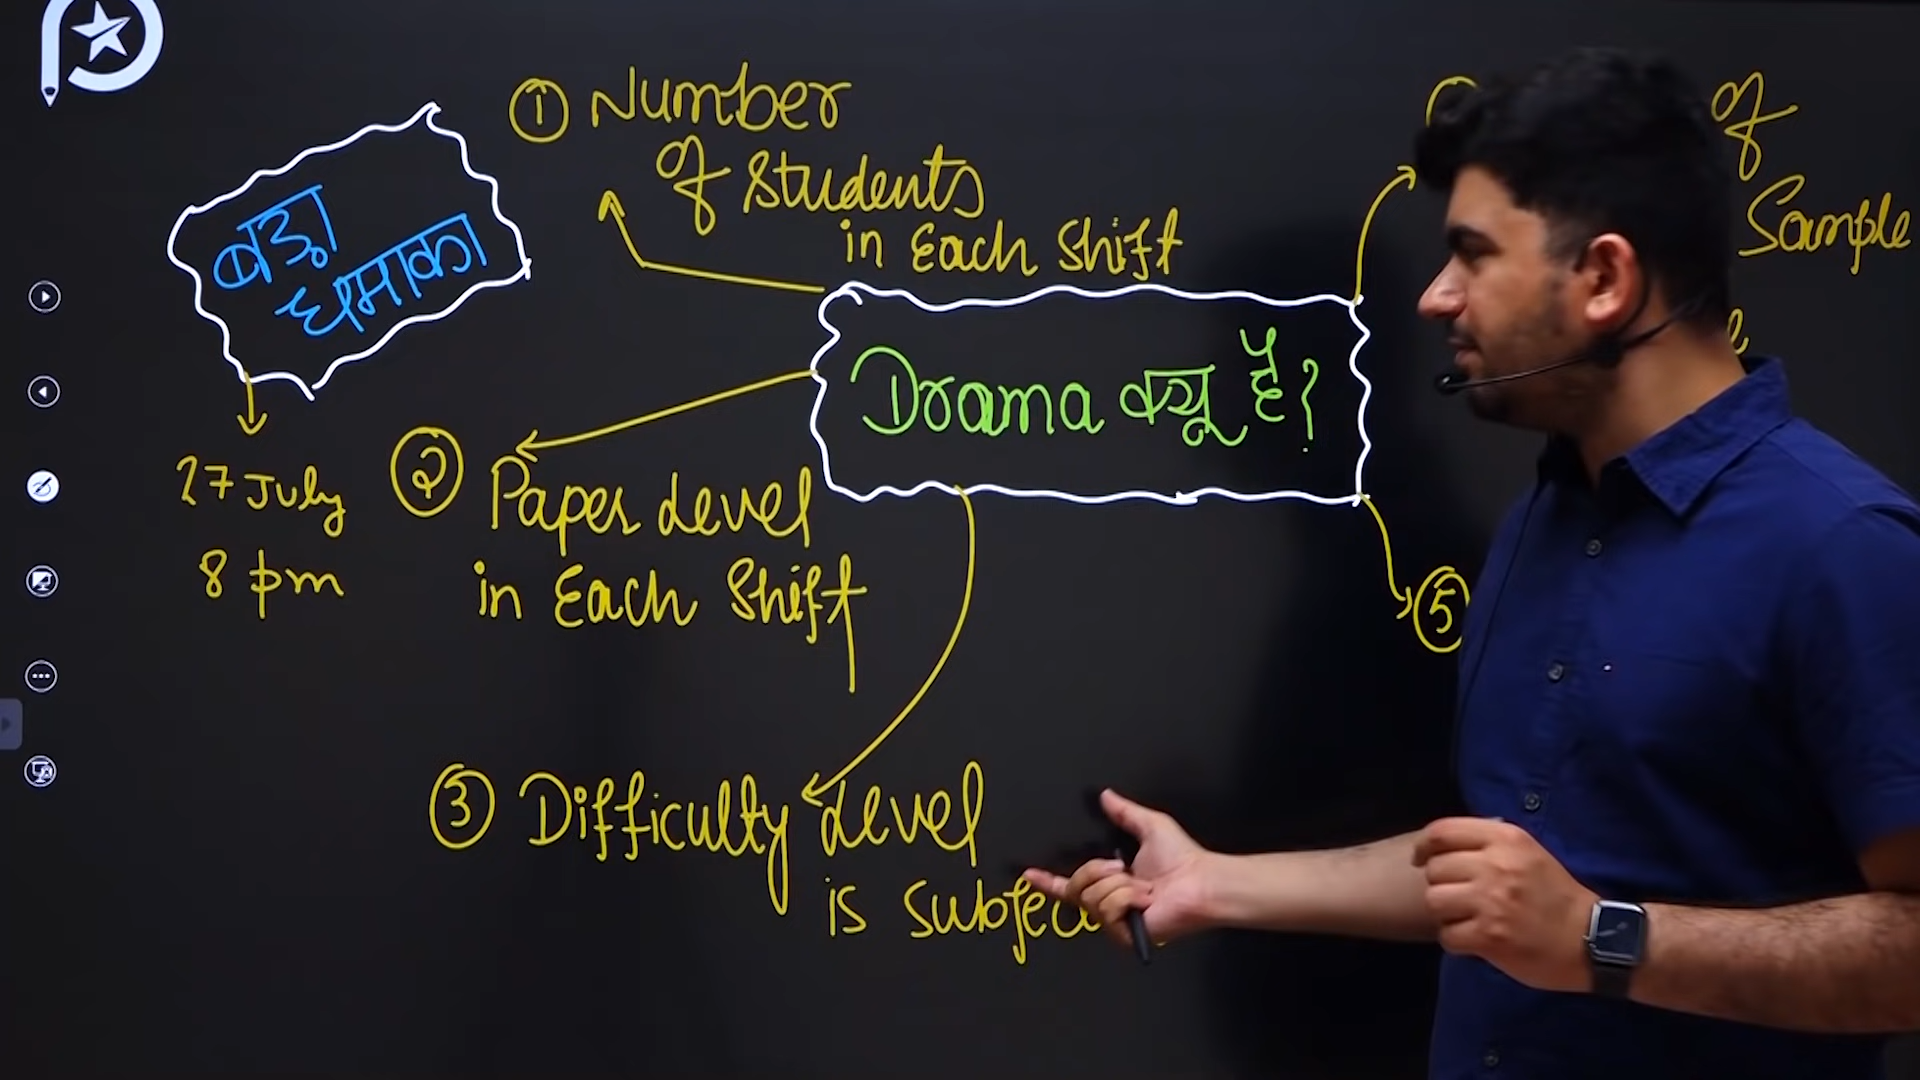 ① Number
of Students
in Each Shift
बड़ा
धमाका
27 July
8 pm
② Paper Level
in Each Shift
Drama क्यू है?
③ Difficulty Level
is
of
Sample
⑤